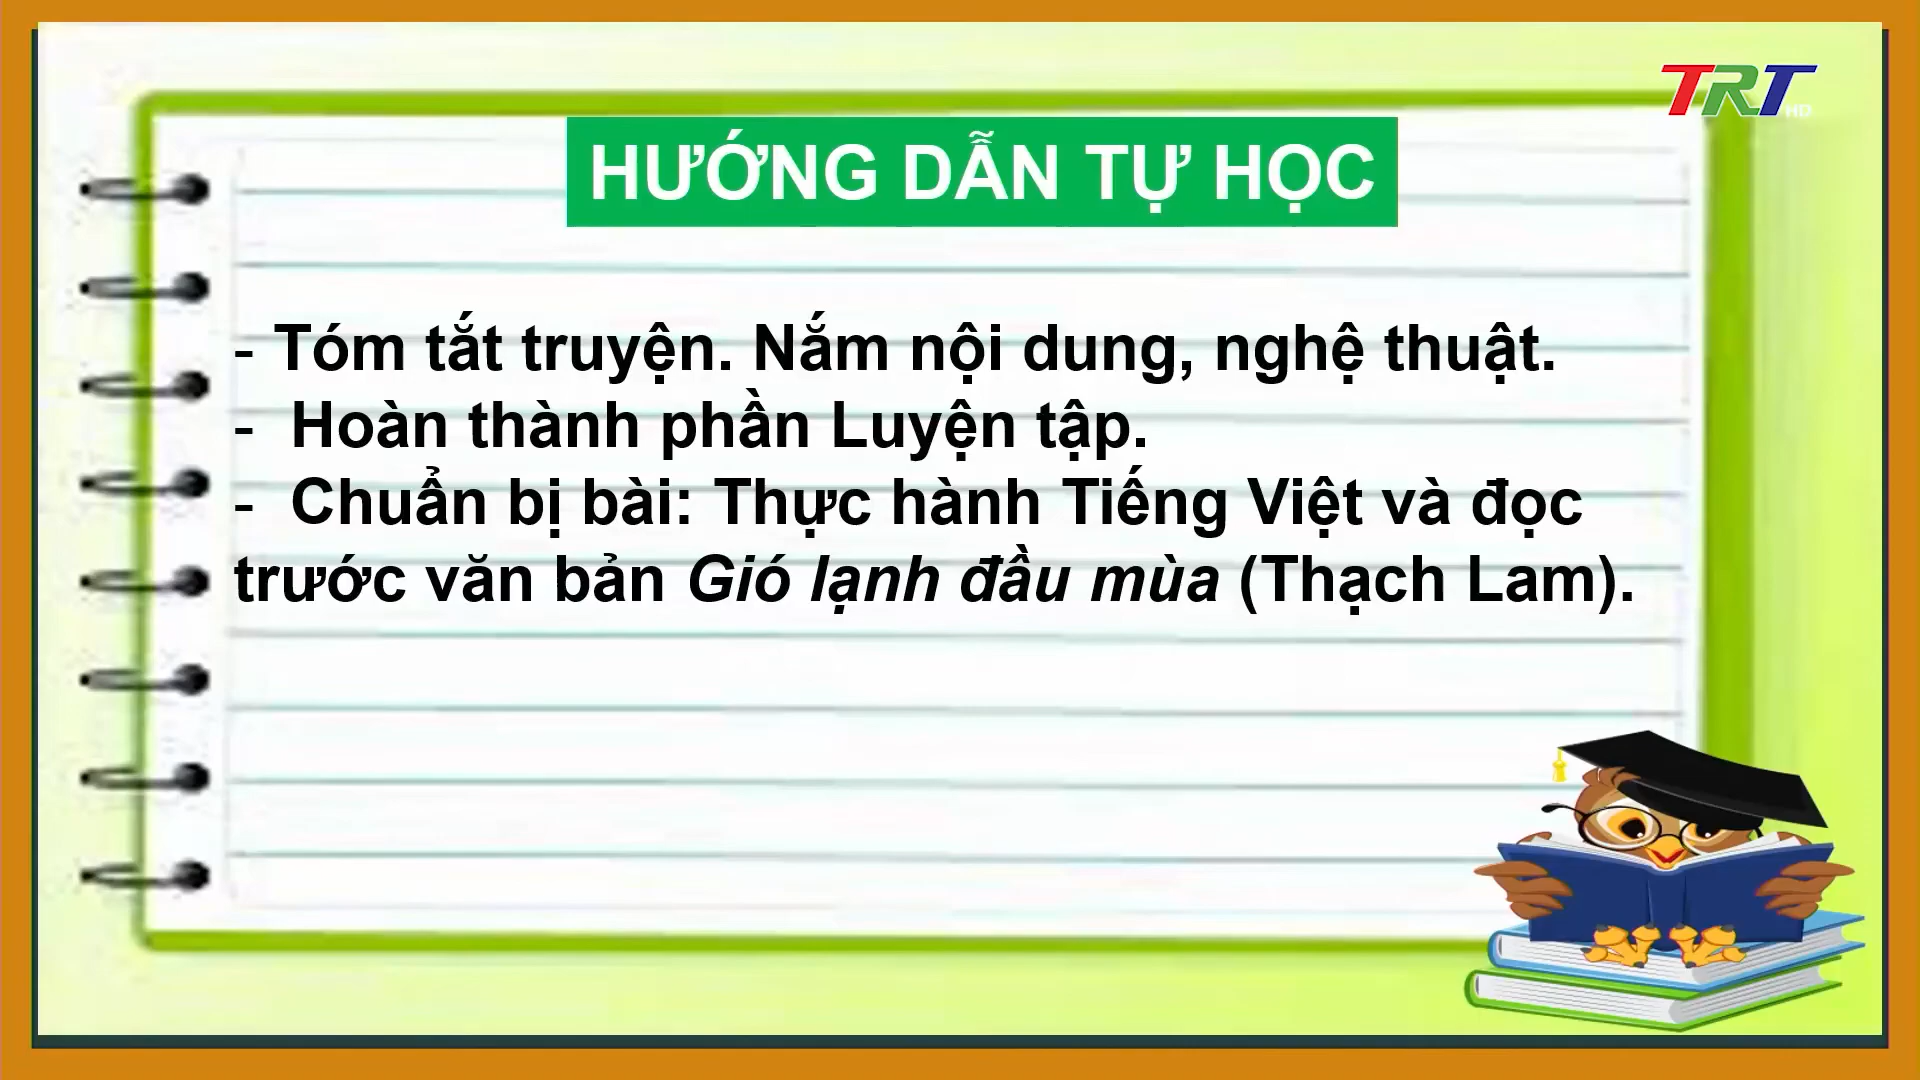 TRT HD
HƯỚNG DẪN TỰ HỌC
- Tóm tắt truyện. Nắm nội dung, nghệ thuật.
- Hoàn thành phần Luyện tập.
- Chuẩn bị bài: Thực hành Tiếng Việt và đọc
trước văn bản Gió lạnh đầu mùa (Thạch Lam).